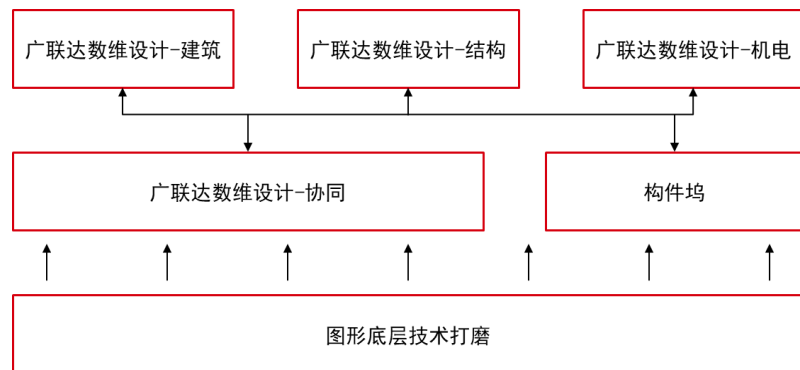 广联达数维设计-建筑
广联达数维设计-结构
广联达数维设计-机电
广联达数维设计-协同
构件坞
图形底层技术打磨